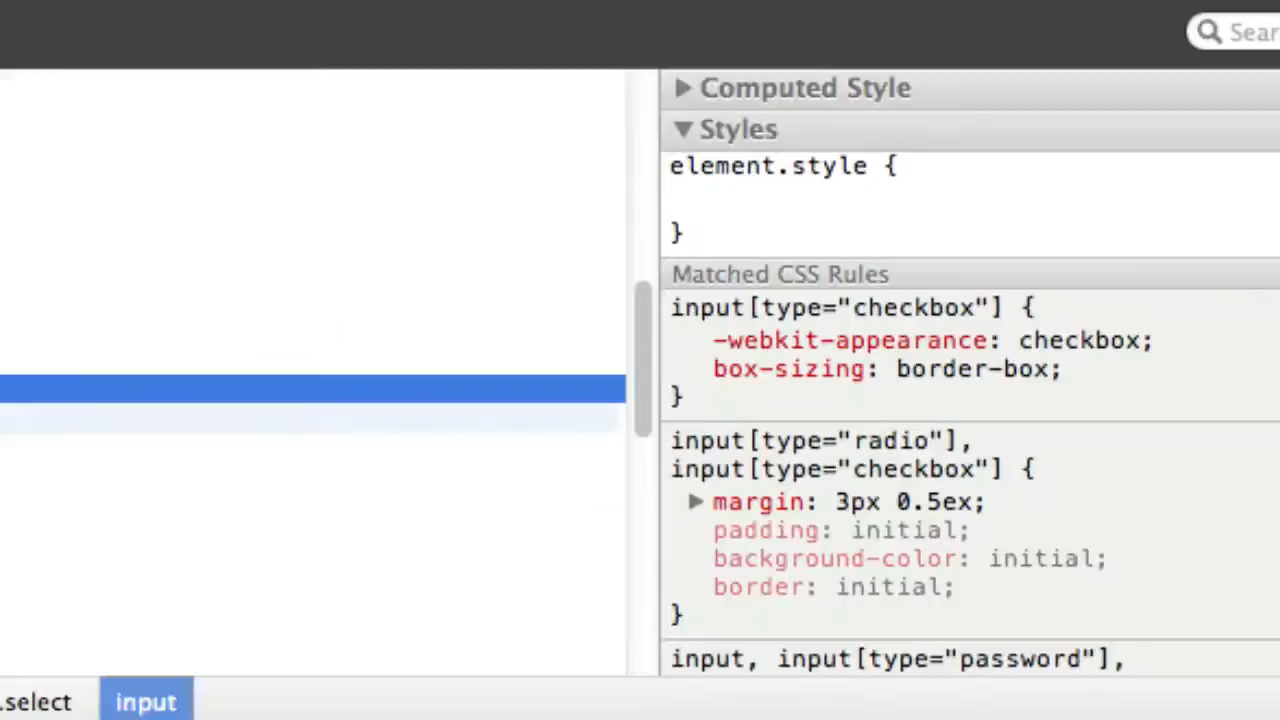 Sear
Computed Style
Styles
element.style {
}
Matched CSS Rules
input[type="checkbox"] {
-webkit-appearance: checkbox;
box-sizing: border-box;
}
input[type="radio"],
input[type="checkbox"] {
margin: 3px 0.5ex;
padding: initial;
background-color: initial;
border: initial;
}
input, input[type="password"],
.select input